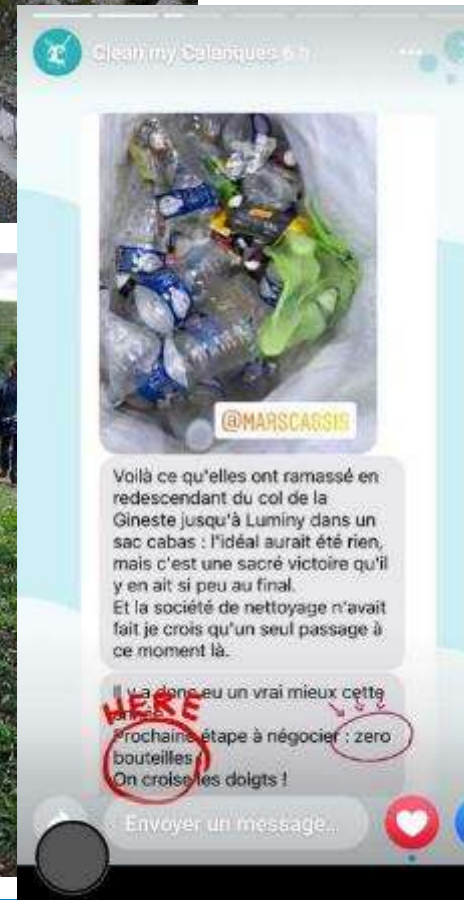 Clean my Calanques 6 h
@MARSCASSIS
Voilà ce qu'elles ont ramassé en
redescendant du col de la
Gineste jusqu'à Luminy dans un
sac cabas : l'idéal aurait été rien,
mais c'est une sacré victoire qu'il
y en ait si peu au final.
Et la société de nettoyage n'avait
fait je crois qu'un seul passage à
ce moment là.
Il y a donc eu un vrai mieux cette
HERE
Prochaine étape à négocier : zero
bouteilles
On croise les doigts !
Envoyer un message...